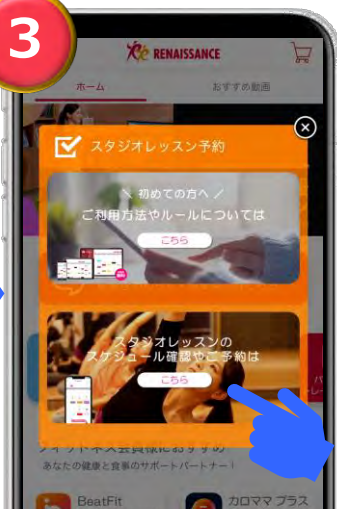 3
RENAISSANCE
ホーム
おすすめ動画
スタジオレッスン予約
＼ 初めての方へ ／
ご利用方法やルールについては
こちら
スタジオレッスンの
スケジュール確認やご予約は
こちら
フィットネス会員様におすすめ
あなたの健康と食事のサポートパートナー！
BeatFit
カロママ プラス